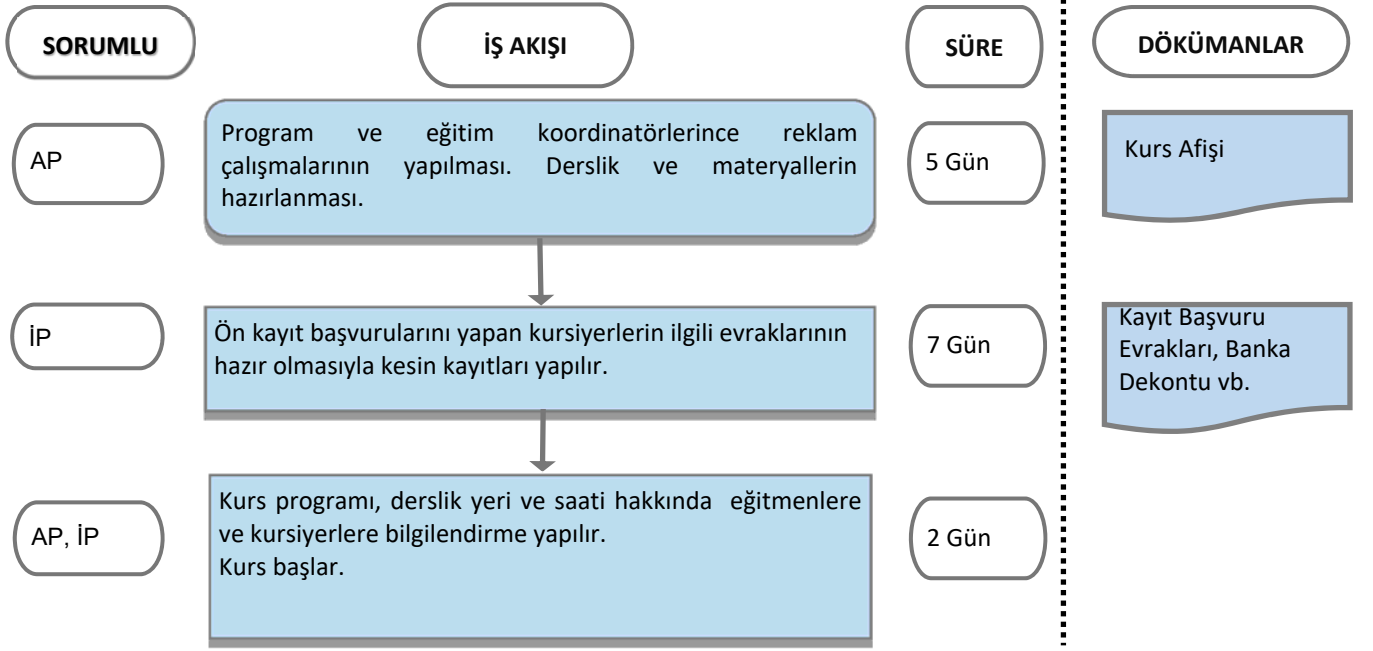 SORUMLU
İŞ AKIŞI
SÜRE
DÖKÜMANLAR
AP
Program ve eğitim koordinatörlerince reklam
çalışmalarının yapılması. Derslik ve materyallerin
hazırlanması.
5 Gün
Kurs Afişi
İP
Ön kayıt başvurularını yapan kursiyerlerin ilgili evraklarının
hazır olmasıyla kesin kayıtları yapılır.
7 Gün
Kayıt Başvuru
Evrakları, Banka
Dekontu vb.
AP, İP
Kurs programı, derslik yeri ve saati hakkında eğitmenlere
ve kursiyerlere bilgilendirme yapılır.
Kurs başlar.
2 Gün